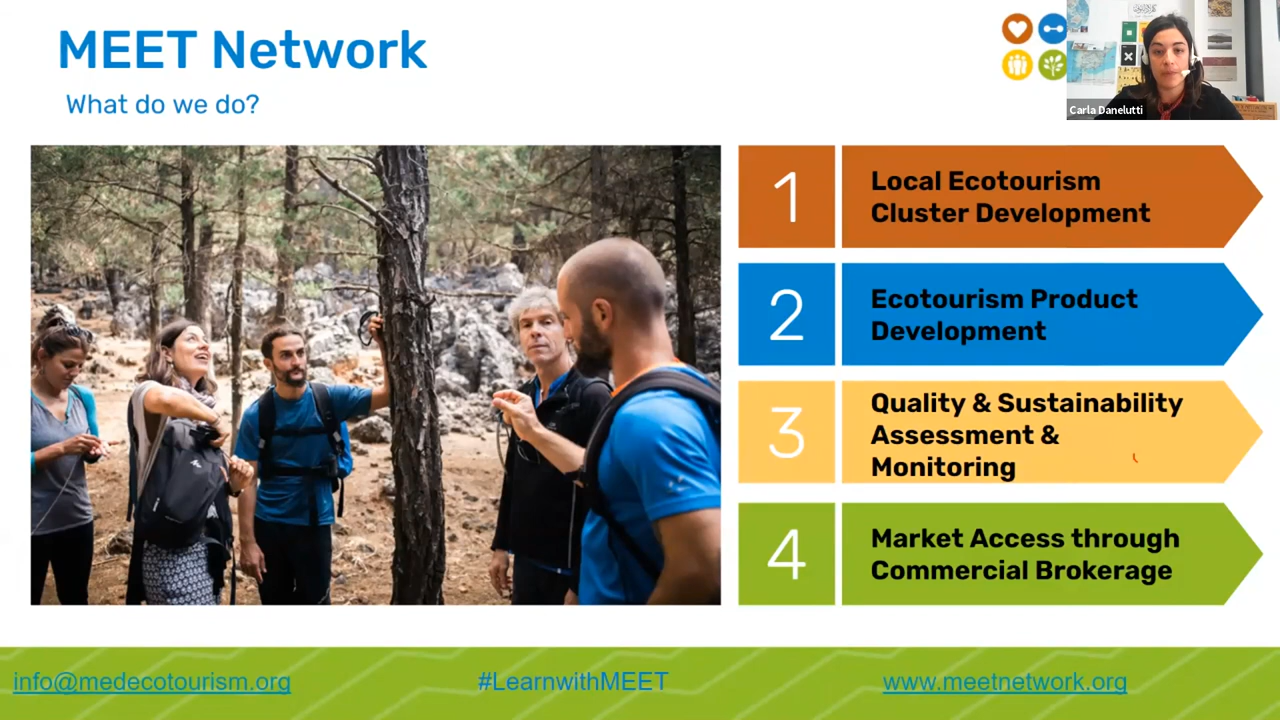 MEET Network
What do we do?
Carla Danelutti
1
Local Ecotourism
Cluster Development
2
Ecotourism Product
Development
3
Quality & Sustainability
Assessment &
Monitoring
4
Market Access through
Commercial Brokerage
info@medecotourism.org
#LearnwithMEET
www.meetnetwork.org